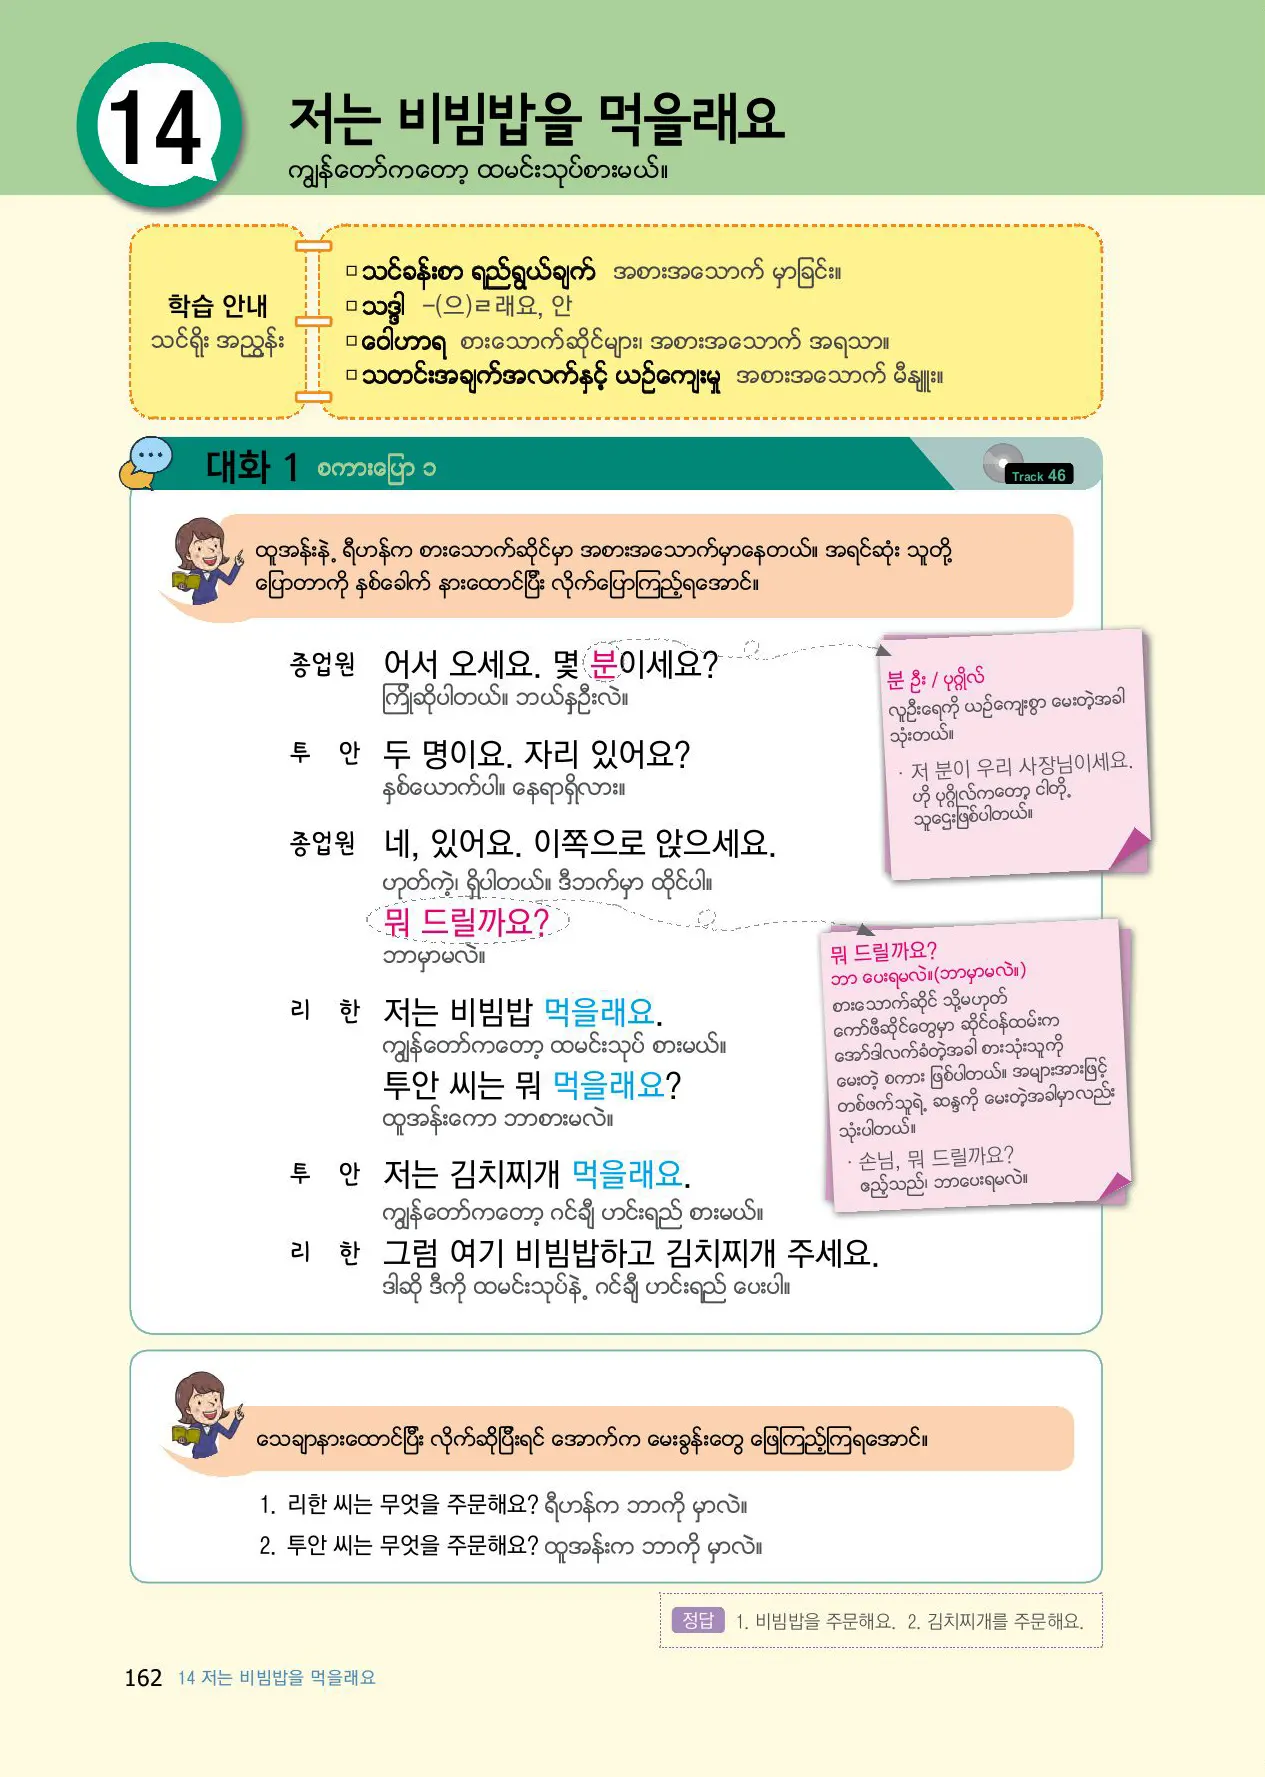 14
저는 비빔밥을 먹을래요
ကျွန်တော်ကတော့ ထမင်းသုပ်စားမယ်။
학습 안내
သင်ရိုး အညွှန်း
□ သင်ခန်းစာ ရည်ရွယ်ချက် အစားအသောက် မှာခြင်း။
□ သဒ္ဒါ -(으)ㄹ래요, 안
□ ဝေါဟာရ စားသောက်ဆိုင်များ၊ အစားအသောက် အရသာ။
□ သတင်းအချက်အလက်နှင့် ယဉ်ကျေးမှု အစားအသောက် မီနျူး။
대화 1 စကားပြော ၁
Track 46
ထူအန်းနဲ့ ရီဟန်က စားသောက်ဆိုင်မှာ အစားအသောက်မှာနေတယ်။ အရင်ဆုံး သူတို့
ပြောတာကို နှစ်ခေါက် နားထောင်ပြီး လိုက်ပြောကြည့်ရအောင်။
종업원 어서 오세요. 몇 분이세요?
ကြိုဆိုပါတယ်။ ဘယ်နှဦးလဲ။
투 안 두 명이요. 자리 있어요?
နှစ်ယောက်ပါ။ နေရာရှိလား။
종업원 네, 있어요. 이쪽으로 앉으세요.
ဟုတ်ကဲ့၊ ရှိပါတယ်။ ဒီဘက်မှာ ထိုင်ပါ။
뭐 드릴까요?
ဘာမှာမလဲ။
리 한 저는 비빔밥 먹을래요.
ကျွန်တော်ကတော့ ထမင်းသုပ် စားမယ်။
투안 씨는 뭐 먹을래요?
ထူအန်းကော ဘာစားမလဲ။
투 안 저는 김치찌개 먹을래요.
ကျွန်တော်ကတော့ ဂင်ချီ ဟင်းရည် စားမယ်။
리 한 그럼 여기 비빔밥하고 김치찌개 주세요.
ဒါဆို ဒီကို ထမင်းသုပ်နဲ့ ဂင်ချီ ဟင်းရည် ပေးပါ။
분 ဦး / ပုဂ္ဂိုလ်
လူဦးရေကို ယဉ်ကျေးစွာ မေးတဲ့အခါ
သုံးတယ်။
· 저 분이 우리 사장님이세요.
ဟို ပုဂ္ဂိုလ်ကတော့ ငါတို့
သူဌေးဖြစ်ပါတယ်။
뭐 드릴까요?
ဘာ ပေးရမလဲ။(ဘာမှာမလဲ။)
စားသောက်ဆိုင် သို့မဟုတ်
ကော်ဖီဆိုင်တွေမှာ ဆိုင်ဝန်ထမ်းက
အော်ဒါလက်ခံတဲ့အခါ စားသုံးသူကို
မေးတဲ့ စကား ဖြစ်ပါတယ်။ အများအားဖြင့်
တစ်ဖက်သူရဲ့ ဆန္ဒကို မေးတဲ့အခါမှာလည်း
သုံးပါတယ်။
· 손님, 뭐 드릴까요?
ဧည့်သည်၊ ဘာပေးရမလဲ။
သေချာနားထောင်ပြီး လိုက်ဆိုပြီးရင် အောက်က မေးခွန်းတွေ ဖြေကြည့်ကြရအောင်။
1. 리한 씨는 무엇을 주문해요? ရီဟန်က ဘာကို မှာလဲ။
2. 투안 씨는 무엇을 주문해요? ထူအန်းက ဘာကို မှာလဲ။
정답 1. 비빔밥을 주문해요. 2. 김치찌개를 주문해요.
162 14 저는 비빔밥을 먹을래요